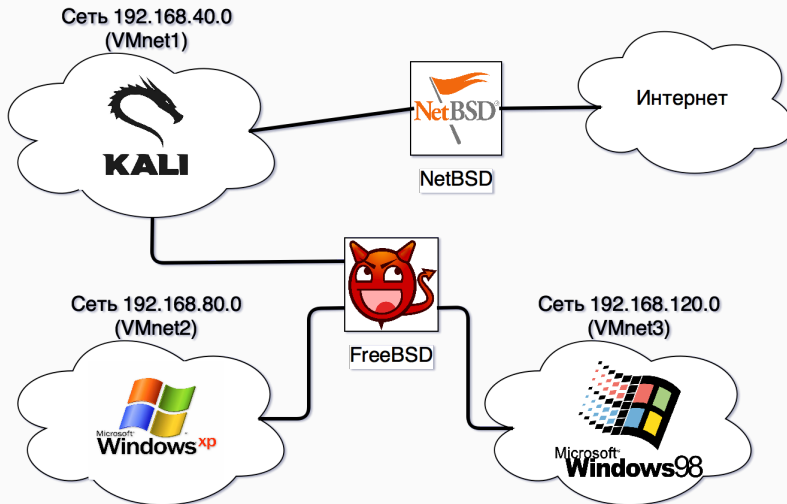 Сеть 192.168.40.0
(VMnet1)
KALI
NetBSD®
NetBSD
Интернет
Сеть 192.168.80.0
(VMnet2)
FreeBSD
Сеть 192.168.120.0
(VMnet3)
Microsoft®
Windows xp
Microsoft®
Windows98